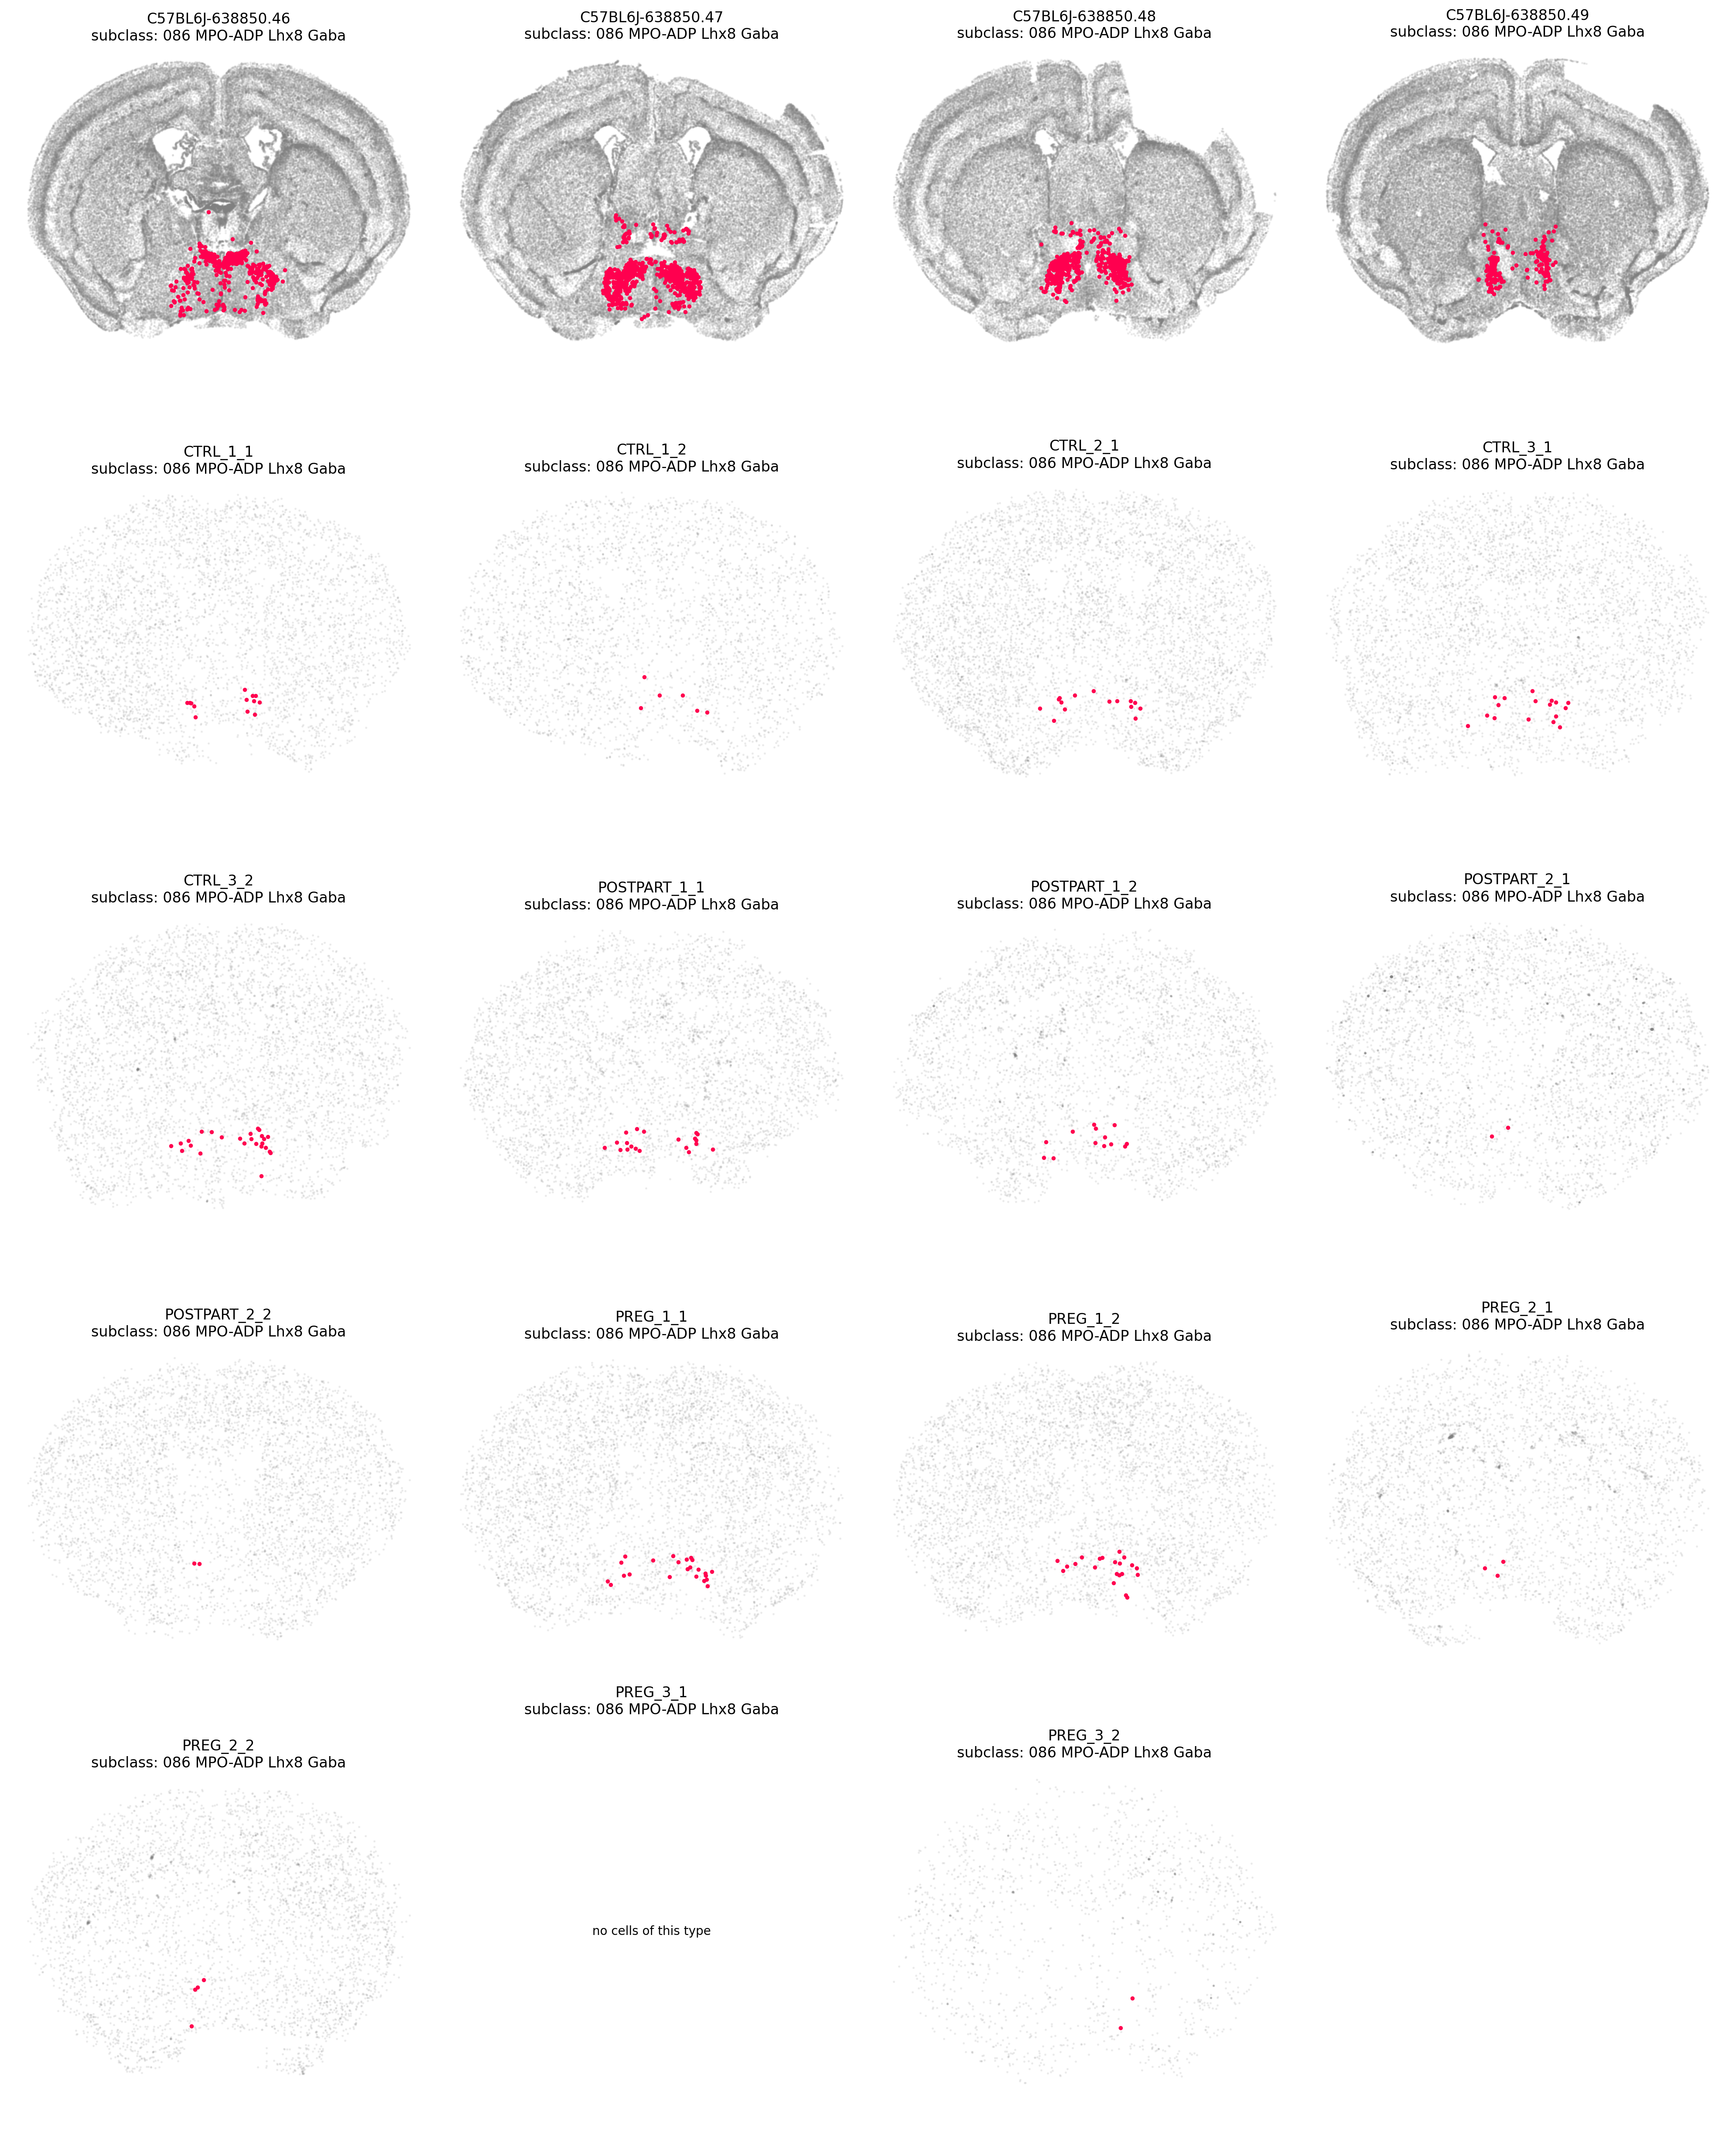 C57BL6J-638850.46
subclass: 086 MPO-ADP Lhx8 Gaba
C57BL6J-638850.47
subclass: 086 MPO-ADP Lhx8 Gaba
C57BL6J-638850.48
subclass: 086 MPO-ADP Lhx8 Gaba
C57BL6J-638850.49
subclass: 086 MPO-ADP Lhx8 Gaba
CTRL_1_1
subclass: 086 MPO-ADP Lhx8 Gaba
CTRL_1_2
subclass: 086 MPO-ADP Lhx8 Gaba
CTRL_2_1
subclass: 086 MPO-ADP Lhx8 Gaba
CTRL_3_1
subclass: 086 MPO-ADP Lhx8 Gaba
CTRL_3_2
subclass: 086 MPO-ADP Lhx8 Gaba
POSTPART_1_1
subclass: 086 MPO-ADP Lhx8 Gaba
POSTPART_1_2
subclass: 086 MPO-ADP Lhx8 Gaba
POSTPART_2_1
subclass: 086 MPO-ADP Lhx8 Gaba
POSTPART_2_2
subclass: 086 MPO-ADP Lhx8 Gaba
PREG_1_1
subclass: 086 MPO-ADP Lhx8 Gaba
PREG_1_2
subclass: 086 MPO-ADP Lhx8 Gaba
PREG_2_1
subclass: 086 MPO-ADP Lhx8 Gaba
PREG_2_2
subclass: 086 MPO-ADP Lhx8 Gaba
PREG_3_1
subclass: 086 MPO-ADP Lhx8 Gaba
no cells of this type
PREG_3_2
subclass: 086 MPO-ADP Lhx8 Gaba